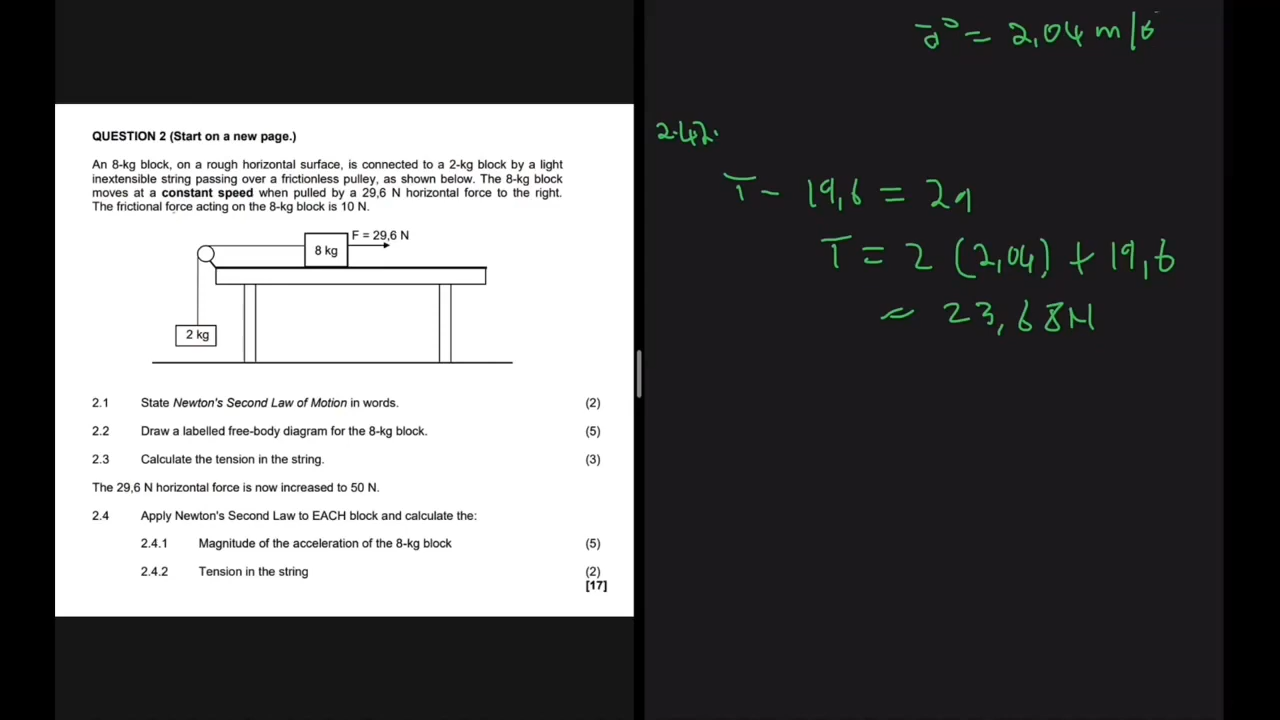 QUESTION 2 (Start on a new page.)
An 8-kg block, on a rough horizontal surface, is connected to a 2-kg block by a light
inextensible string passing over a frictionless pulley, as shown below. The 8-kg block
moves at a constant speed when pulled by a 29,6 N horizontal force to the right.
The frictional force acting on the 8-kg block is 10 N.
F = 29,6 N
8 kg
2 kg
2.1 State Newton's Second Law of Motion in words. (2)
2.2 Draw a labelled free-body diagram for the 8-kg block. (5)
2.3 Calculate the tension in the string. (3)
The 29,6 N horizontal force is now increased to 50 N.
2.4 Apply Newton's Second Law to EACH block and calculate the:
2.4.1 Magnitude of the acceleration of the 8-kg block (5)
2.4.2 Tension in the string (2)
[17]
= 2,04 m/s
2.42.
T - 19,6 = 2a
T = 2 (2,04) + 19,6
= 23,68N